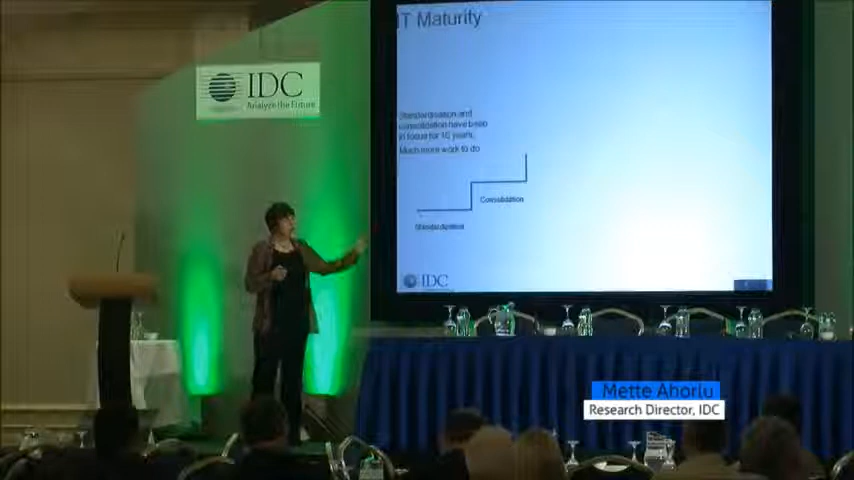 IT Maturity
IDC
Analyze the Future
Standardisation and
consolidation have been
in focus for 10 years.
Much more work to do
Consolidation
Standardisation
IDC
Mette Ahorlu
Research Director, IDC